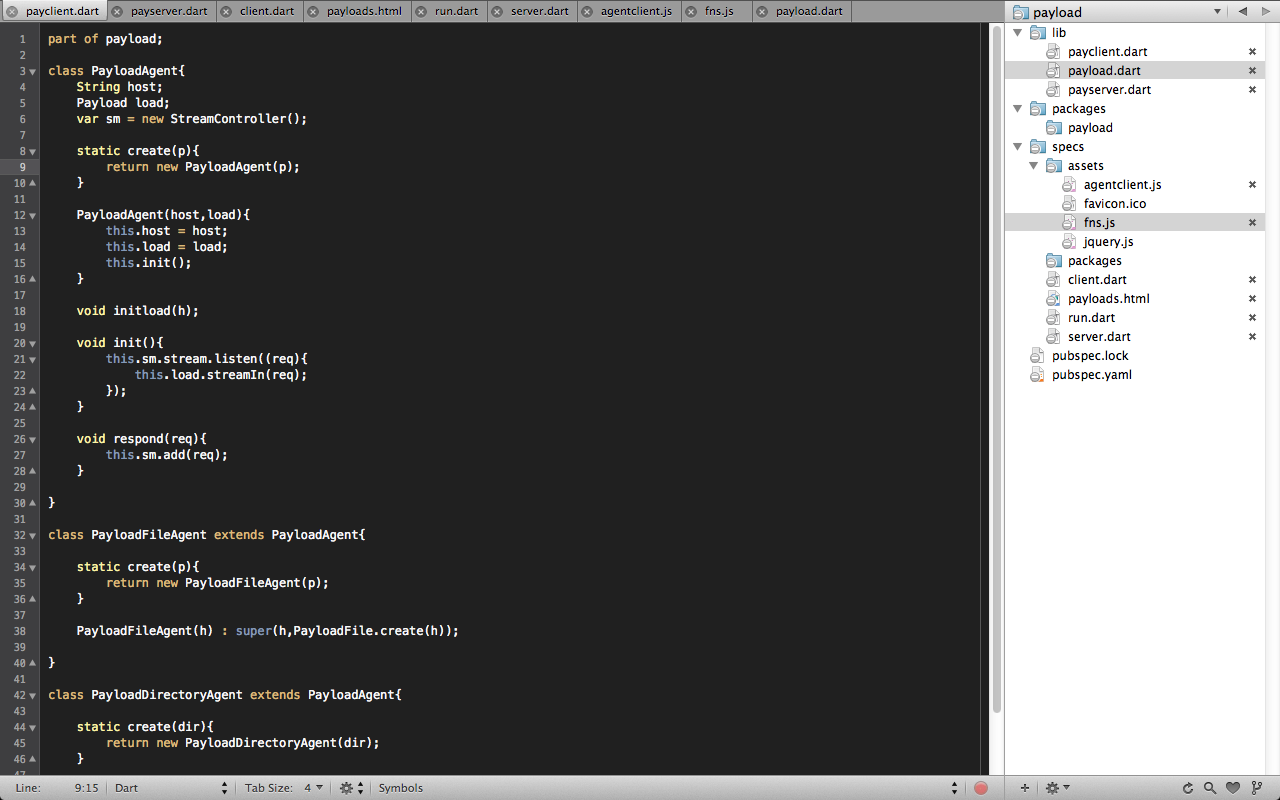 payclient.dart payserver.dart client.dart payloads.html run.dart server.dart agentclient.js fns.js payload.dart
1 part of payload;
2
3 class PayloadAgent{
4 String host;
5 Payload load;
6 var sm = new StreamController();
7
8 static create(p){
9 return new PayloadAgent(p);
10 }
11
12 PayloadAgent(host,load){
13 this.host = host;
14 this.load = load;
15 this.init();
16 }
17
18 void initload(h);
19
20 void init(){
21 this.sm.stream.listen((req){
22 this.load.streamIn(req);
23 });
24 }
25
26 void respond(req){
27 this.sm.add(req);
28 }
29
30 }
31
32 class PayloadFileAgent extends PayloadAgent{
33
34 static create(p){
35 return new PayloadFileAgent(p);
36 }
37
38 PayloadFileAgent(h) : super(h,PayloadFile.create(h));
39
40 }
41
42 class PayloadDirectoryAgent extends PayloadAgent{
43
44 static create(dir){
45 return new PayloadDirectoryAgent(dir);
46 }
47
Line: 9:15 Dart Tab Size: 4 Symbols
payload
lib
payclient.dart
payload.dart
payserver.dart
packages
payload
specs
assets
agentclient.js
favicon.ico
fns.js
jquery.js
packages
client.dart
payloads.html
run.dart
server.dart
pubspec.lock
pubspec.yaml